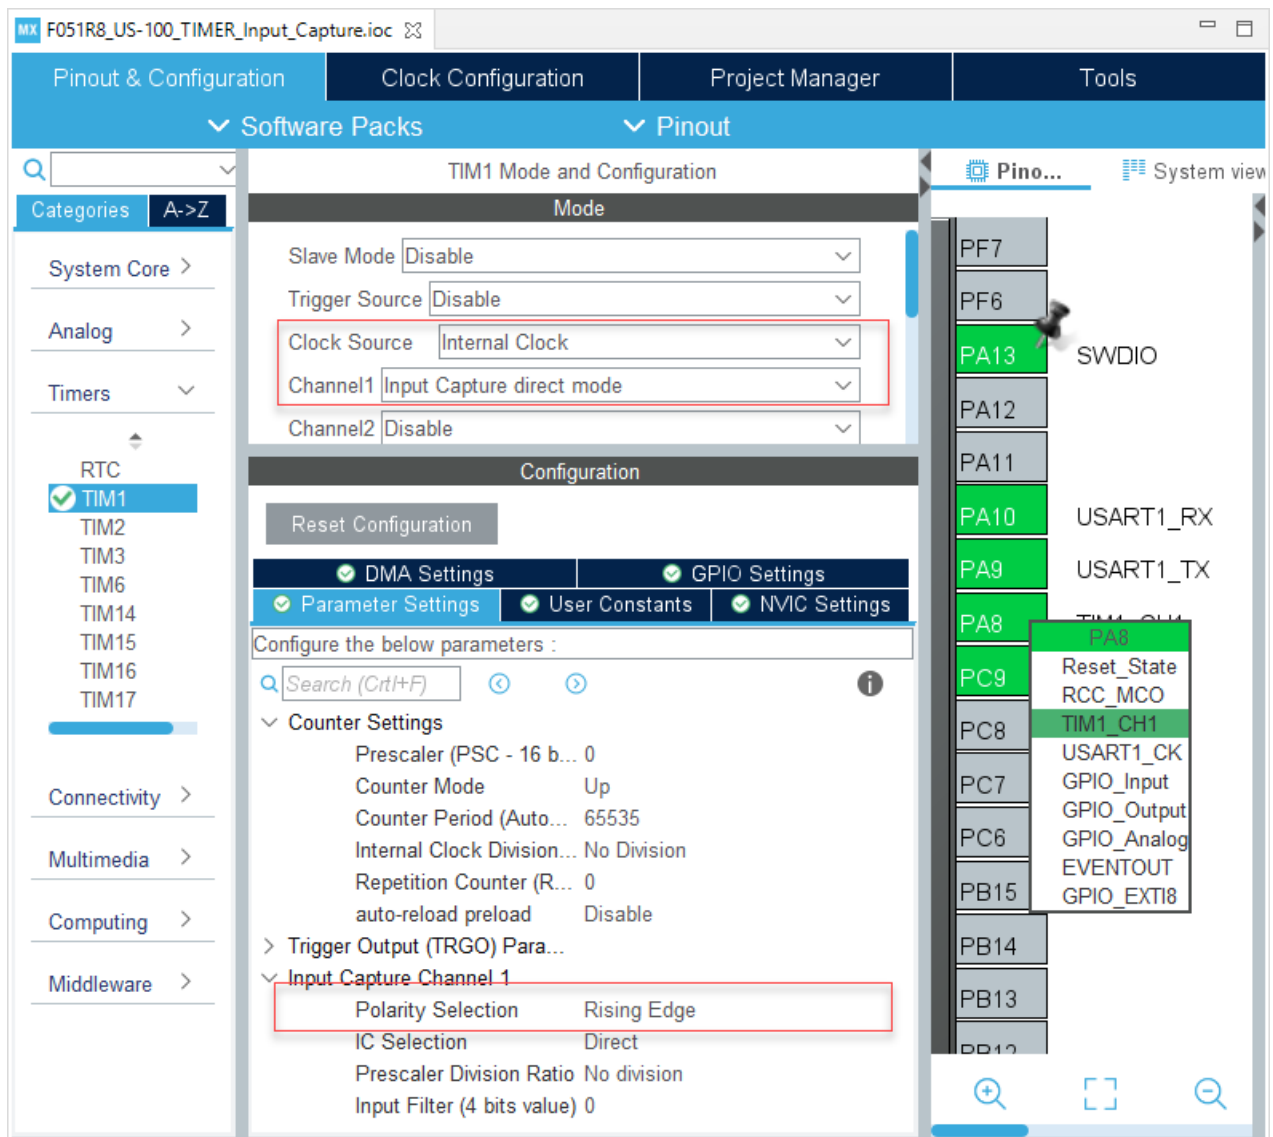 MX F051R8_US-100_TIMER_Input_Capture.ioc
Pinout & Configuration
Clock Configuration
Project Manager
Tools
Software Packs
Pinout
Categories
A->Z
System Core
Analog
Timers
RTC
TIM1
TIM2
TIM3
TIM6
TIM14
TIM15
TIM16
TIM17
Connectivity
Multimedia
Computing
Middleware
TIM1 Mode and Configuration
Mode
Slave Mode Disable
Trigger Source Disable
Clock Source Internal Clock
Channel1 Input Capture direct mode
Channel2 Disable
Configuration
Reset Configuration
DMA Settings
GPIO Settings
Parameter Settings
User Constants
NVIC Settings
Configure the below parameters :
Search (Crtl+F)
Counter Settings
Prescaler (PSC - 16 b... 0
Counter Mode Up
Counter Period (Auto... 65535
Internal Clock Division... No Division
Repetition Counter (R... 0
auto-reload preload Disable
Trigger Output (TRGO) Para...
Input Capture Channel 1
Polarity Selection Rising Edge
IC Selection Direct
Prescaler Division Ratio No division
Input Filter (4 bits value) 0
Pino...
System view
PF7
PF6
PA13 SWDIO
PA12
PA11
PA10 USART1_RX
PA9 USART1_TX
PA8 TIM1_CH1
PC9
PC8
PC7
PC6
PB15
PB14
PB13
PB12
PA8
Reset_State
RCC_MCO
TIM1_CH1
USART1_CK
GPIO_Input
GPIO_Output
GPIO_Analog
EVENTOUT
GPIO_EXTI8